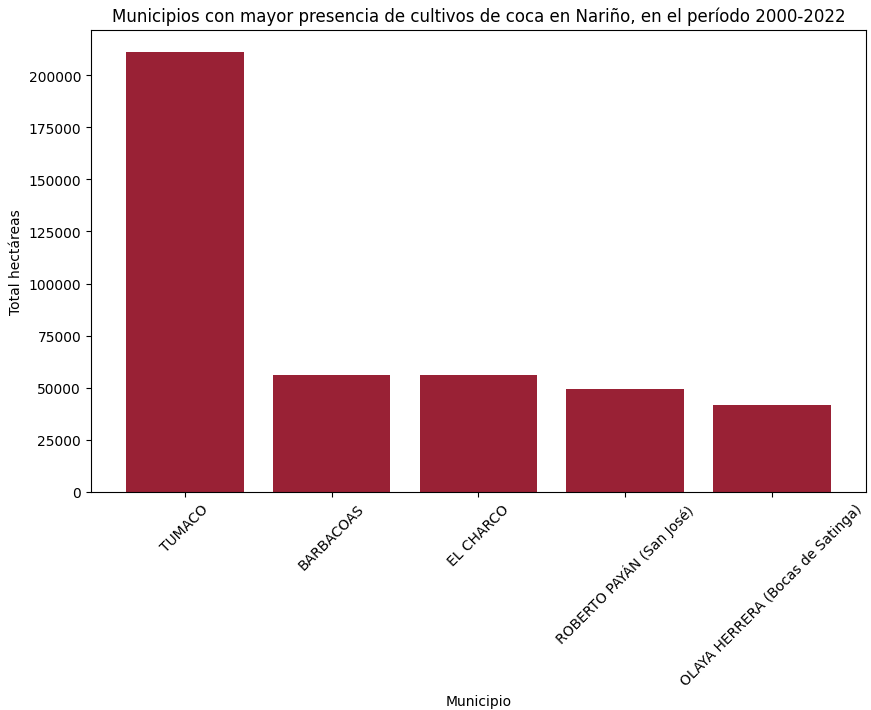 Municipios con mayor presencia de cultivos de coca en Nariño, en el período 2000-2022
Total hectáreas
200000
175000
150000
125000
100000
75000
50000
25000
0
TUMACO
BARBACOAS
EL CHARCO
ROBERTO PAYÁN (San José)
OLAYA HERRERA (Bocas de Satinga)
Municipio